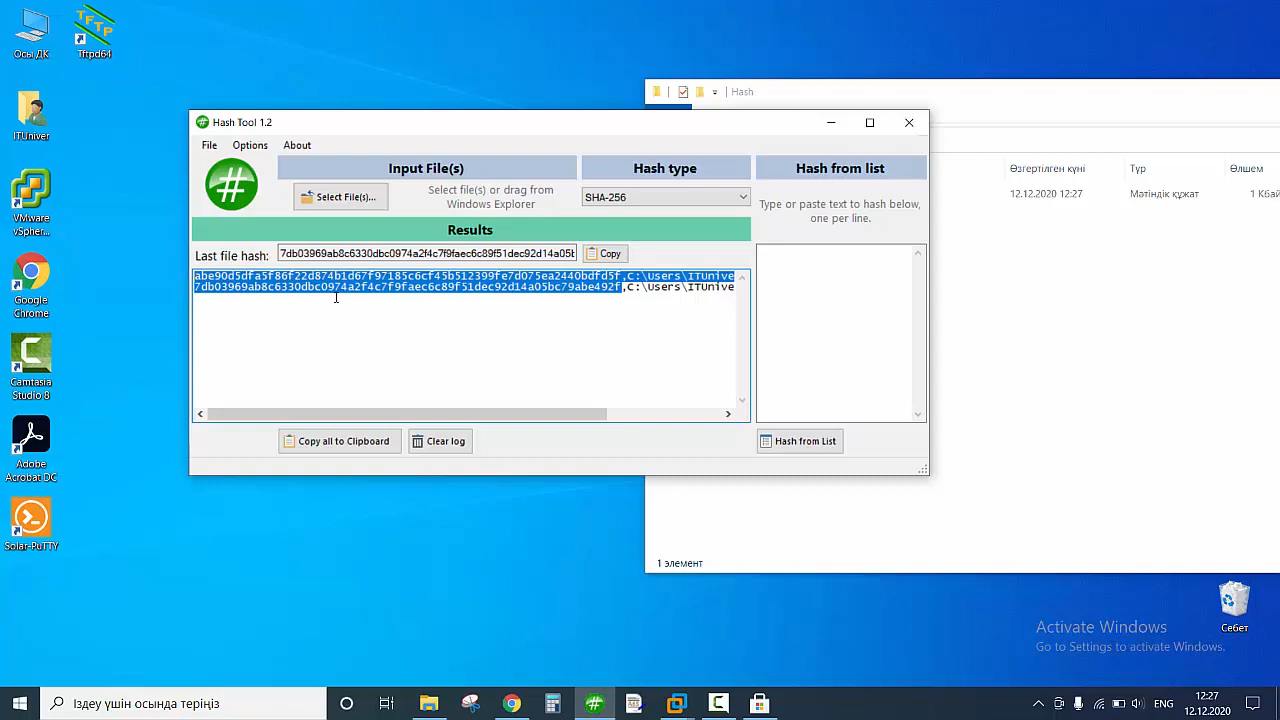 Осы ДК
Tftpd64
ITUniver
VMware
vSpher...
Google
Chrome
Camtasia
Studio 8
Adobe
Acrobat DC
Solar-PuTTY
Hash
Hash Tool 1.2
File Options About
Input File(s) Hash type Hash from list
Select File(s)...
Select file(s) or drag from
Windows Explorer
SHA-256
Type or paste text to hash below,
one per line.
Results
Last file hash: 7db03969ab8c6330dbc0974a2f4c7f9faec6c89f51dec92d14a05b Copy
abe90d5dfa5f86f22d874b1d67f97185c6cf45b512399fe7d075ea2440bdfd5f,C:\Users\ITUnive
7db03969ab8c6330dbc0974a2f4c7f9faec6c89f51dec92d14a05bc79abe492f,C:\Users\ITUnive
Copy all to Clipboard Clear log Hash from List
Өзгертілген күні Түр Өлшем
12.12.2020 12:27 Мәтіндік құжат 1 Кбай
1 элемент
Себет
Activate Windows
Go to Settings to activate Windows.
Іздеу үшін осында теріңіз
ENG
12:27
12.12.2020